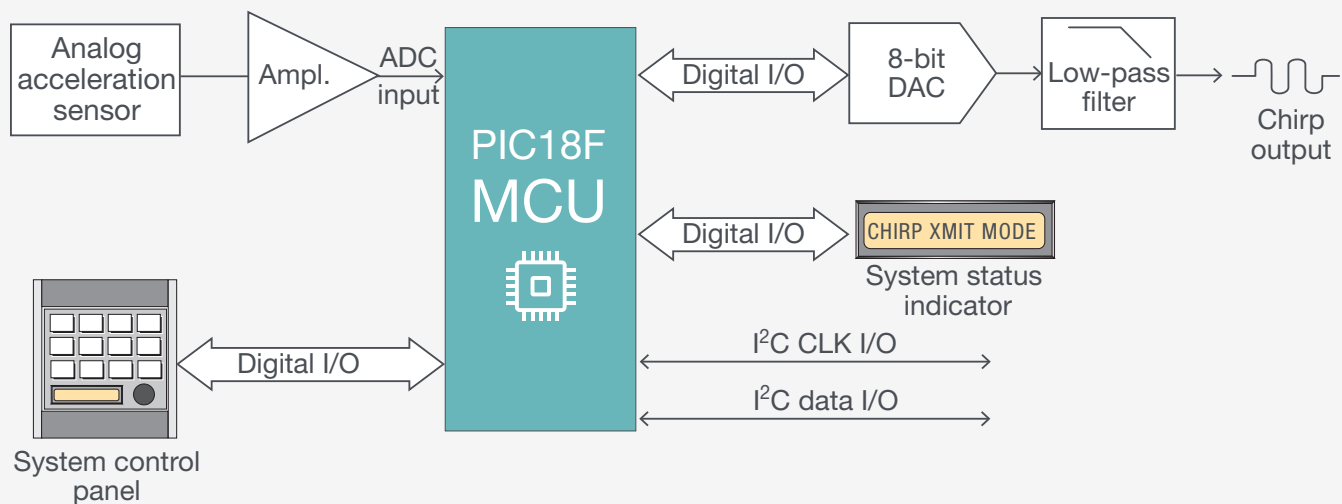 Analog
acceleration
sensor
Ampl.
ADC
input
PIC18F
MCU
Digital I/O
8-bit
DAC
Low-pass
filter
Chirp
output
Digital I/O
CHIRP XMIT MODE
System status
indicator
Digital I/O
System control
panel
I²C CLK I/O
I²C data I/O